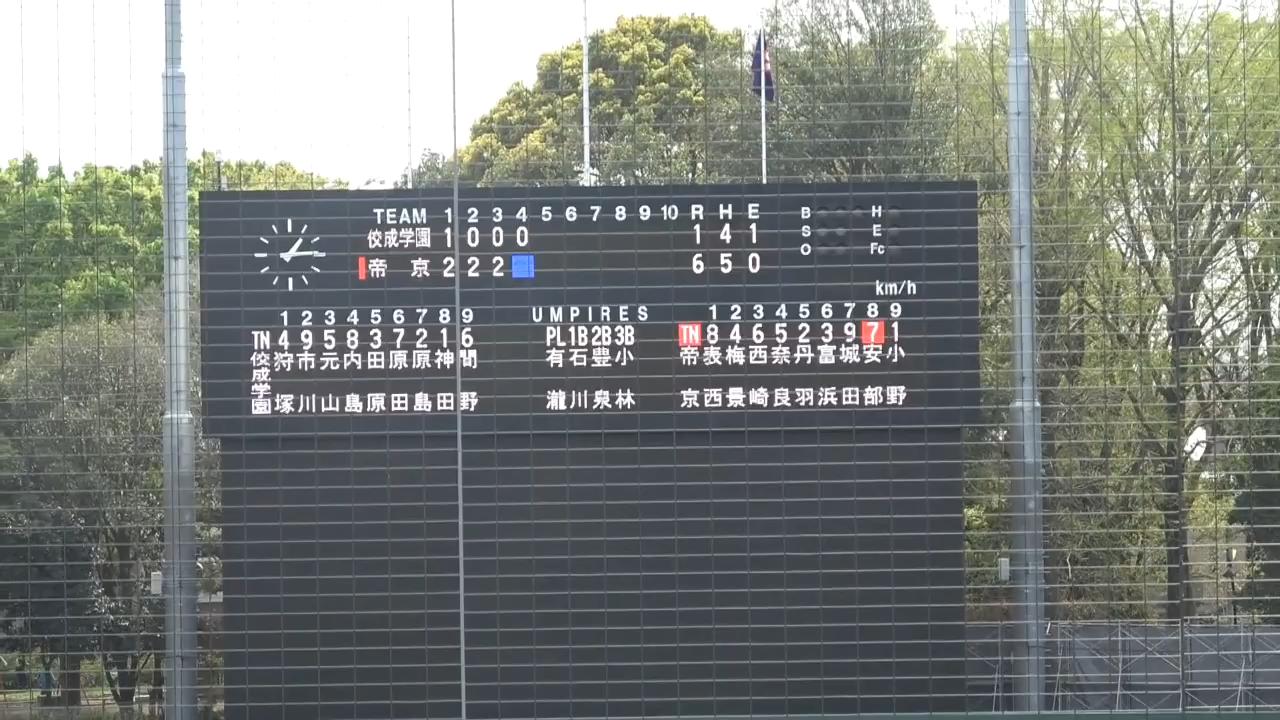 TEAM 1 2 3 4 5 6 7 8 9 10 R H E
佼成学園 1 0 0 0 1 4 1
帝 京 2 2 2 6 5 0
B H
S E
O Fc
km/h
1 2 3 4 5 6 7 8 9
TN 4 9 5 8 3 7 2 1 6
佼成学園 狩塚 市川 元山 内島 田原 原田 原島 神田 間野
UMPIRES
PL 1B 2B 3B
有瀧 石川 豊泉 小林
1 2 3 4 5 6 7 8 9
TN 8 4 6 5 2 3 9 7 1
帝京 表西 梅景 西崎 奈良 丹羽 富浜 城田 安部 小野